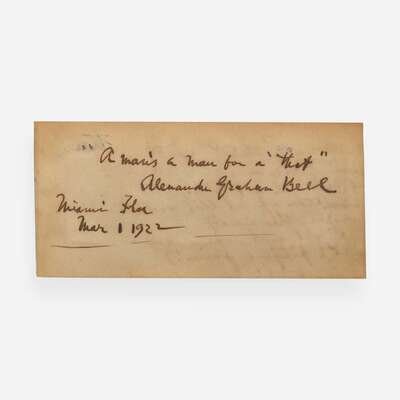 A man's a man for a' "that"
Alexander Graham Bell
Miami Fla
Mar 1 1922